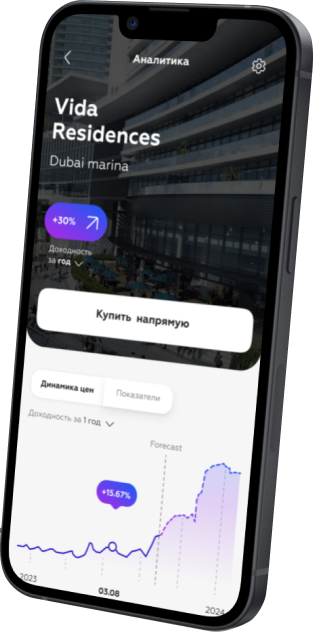 Аналитика
Vida
Residences
Dubai marina
+30%
Доходность
за год
Купить напрямую
Динамика цен
Показатели
Доходность за 1 год
Forecast
+15.67%
2023
03.08
2024